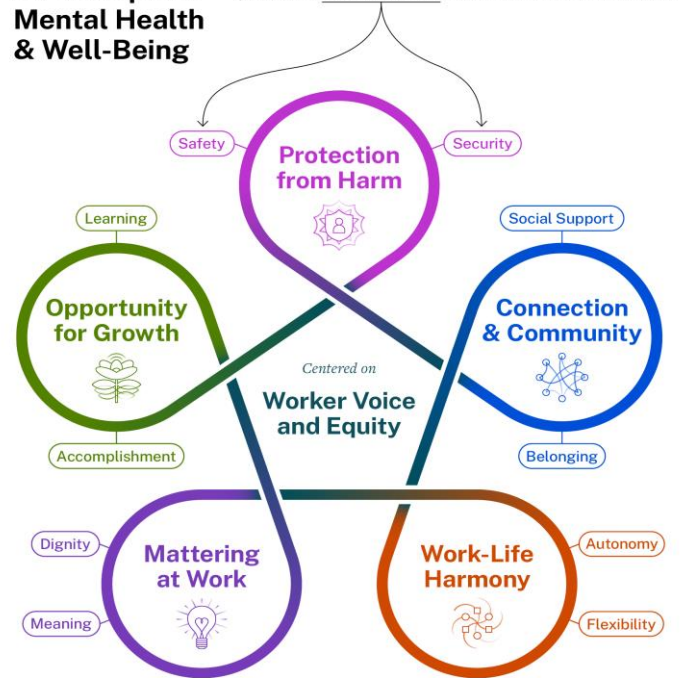 Mental Health
& Well-Being
Safety
Protection
from Harm
Security
Learning
Opportunity
for Growth
Accomplishment
Social Support
Connection
& Community
Belonging
Centered on
Worker Voice
and Equity
Dignity
Mattering
at Work
Meaning
Work-Life
Harmony
Autonomy
Flexibility